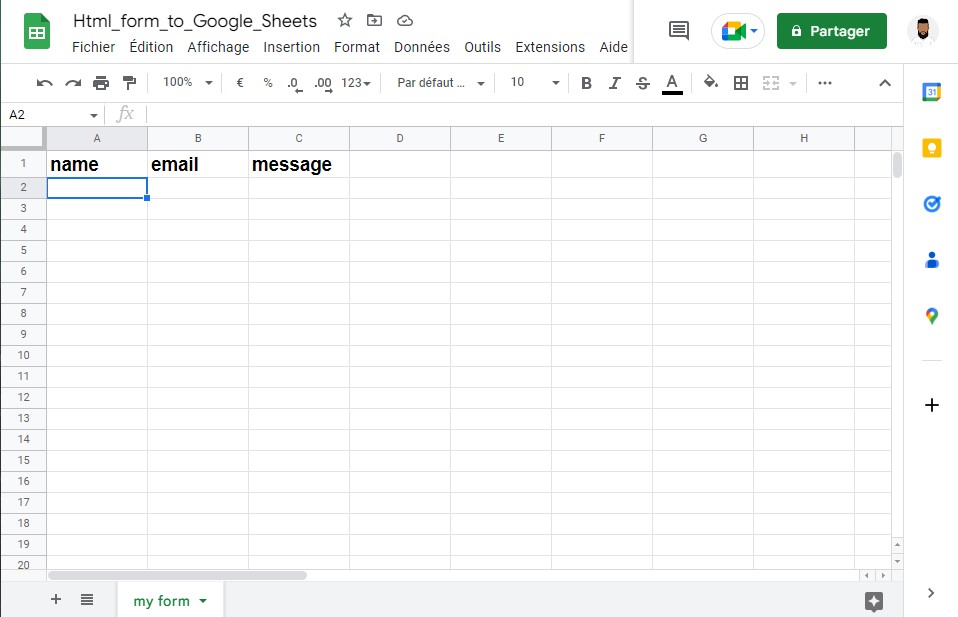 Html_form_to_Google_Sheets
Fichier Édition Affichage Insertion Format Données Outils Extensions Aide
Partager
100% € % .0 .00 123 Par défaut ... 10 B I S A
31
A2 fx
A B C D E F G H
1 name email message
2
3
4
5
6
7
8
9
10
11
12
13
14
15
16
17
18
19
20
my form